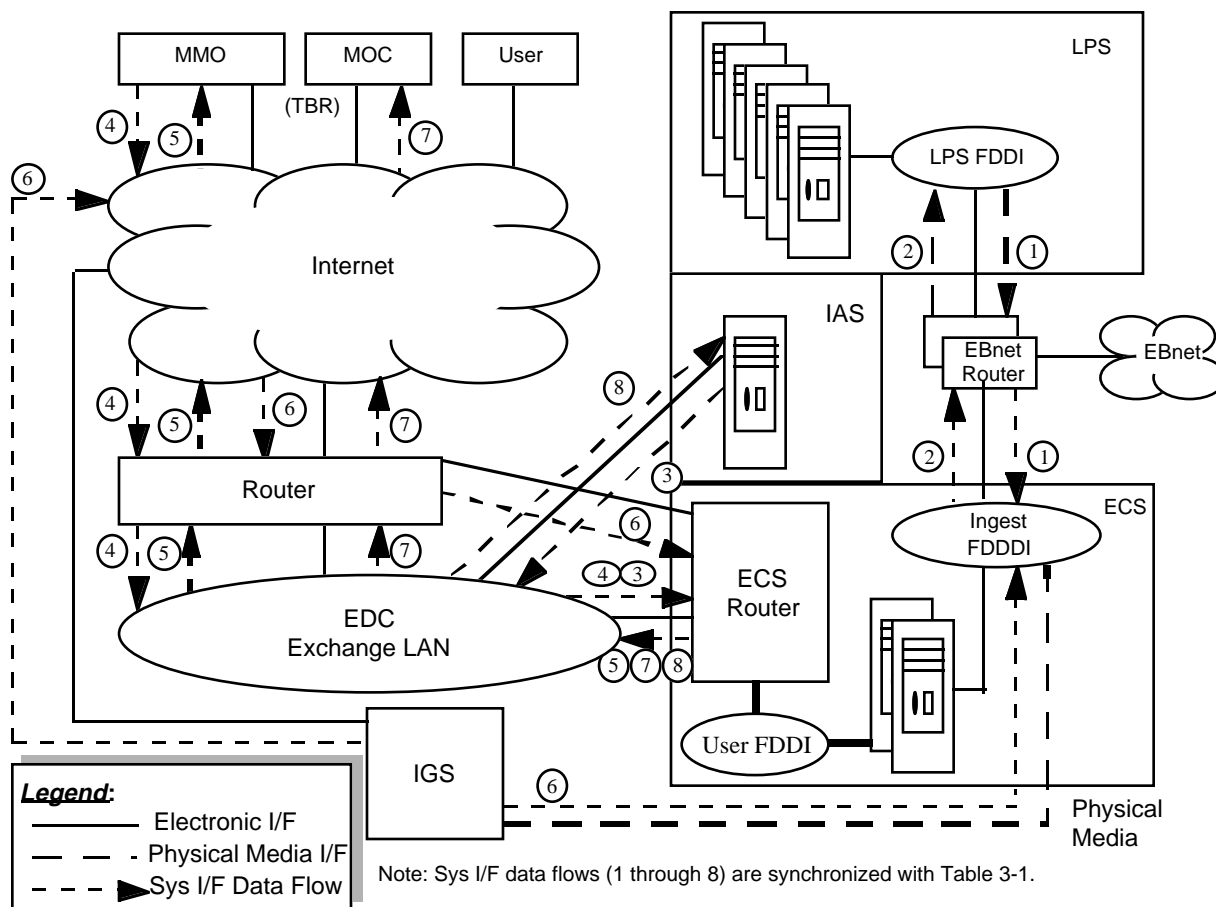 MMO
MOC
User
LPS
(TBR)
4
5
7
6
LPS FDDI
2
1
Internet
IAS
EBnet
Router
EBnet
8
4
5
6
7
2
1
3
Router
ECS
6
Ingest
FDDDI
4
5
7
4 3
ECS
Router
EDC
Exchange LAN
5 7 8
User FDDI
IGS
6
Legend:
Electronic I/F
Physical Media I/F
Sys I/F Data Flow
Physical
Media
Note: Sys I/F data flows (1 through 8) are synchronized with Table 3-1.